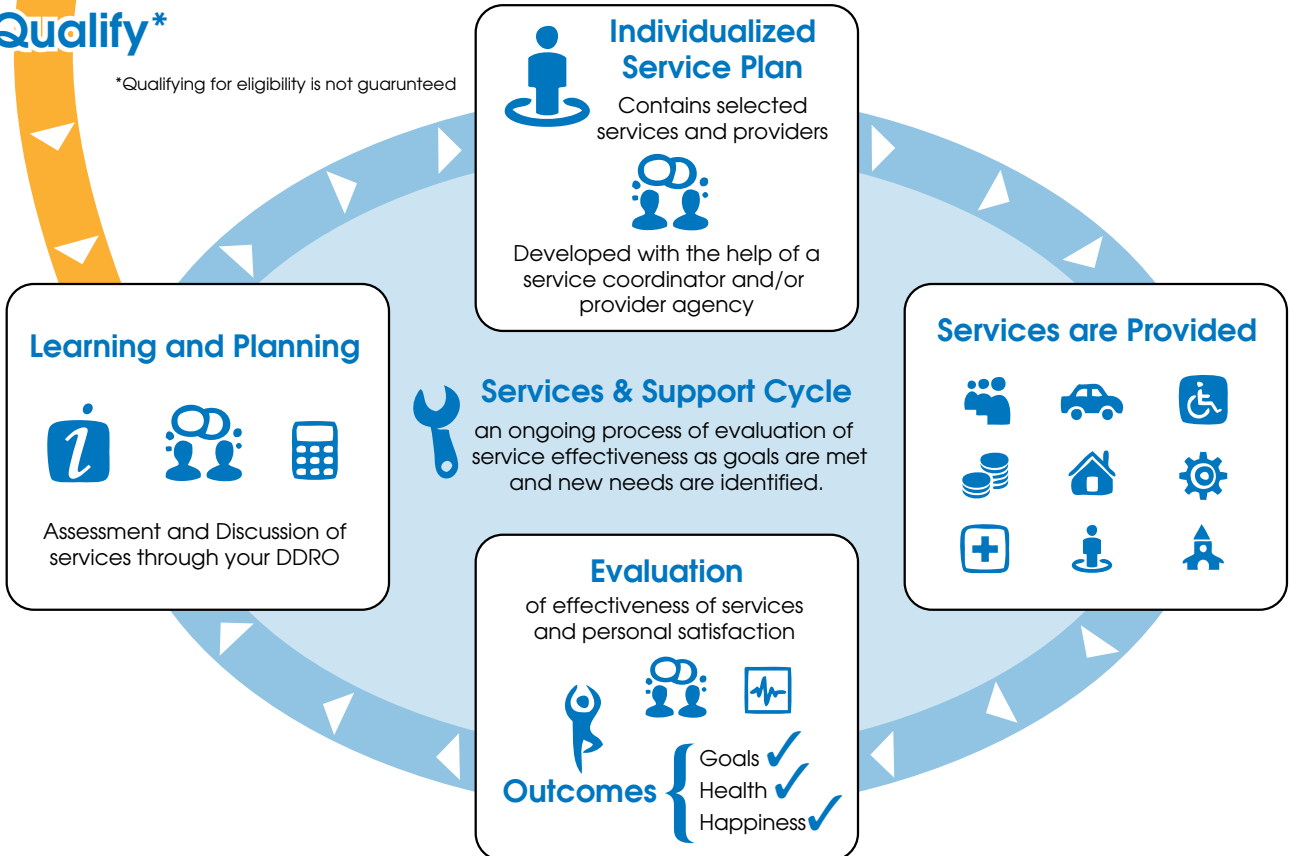 Qualify*
*Qualifying for eligibility is not guarunteed
Individualized
Service Plan
Contains selected
services and providers
Developed with the help of a
service coordinator and/or
provider agency
Learning and Planning
Assessment and Discussion of
services through your DDRO
Services & Support Cycle
an ongoing process of evaluation of
service effectiveness as goals are met
and new needs are identified.
Services are Provided
Evaluation
of effectiveness of services
and personal satisfaction
Outcomes
Goals
Health
Happiness